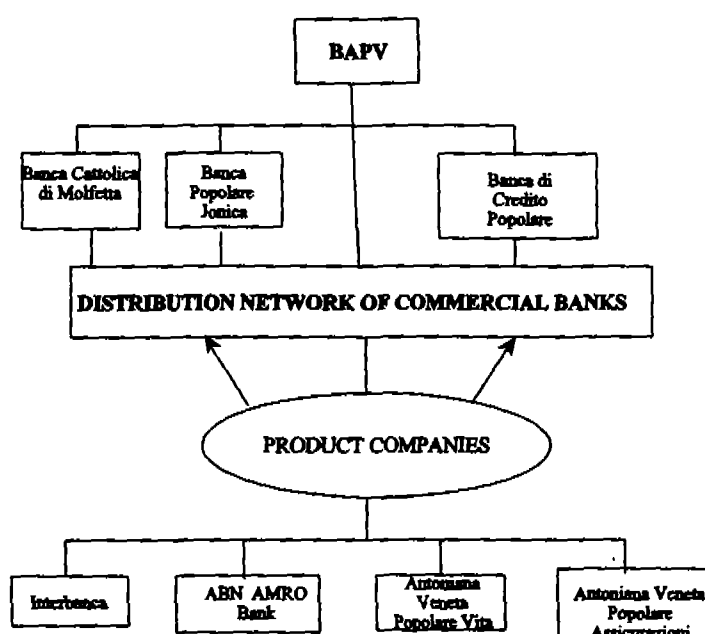 BAPV
Banca Cattolica
di Molfetta
Banca
Popolare
Jonica
Banca di
Credito
Popolare
DISTRIBUTION NETWORK OF COMMERCIAL BANKS
PRODUCT COMPANIES
Interbanca
ABN AMRO
Bank
Antoniana
Veneta
Popolare Vita
Antoniana Veneta
Popolare
Assicurazioni